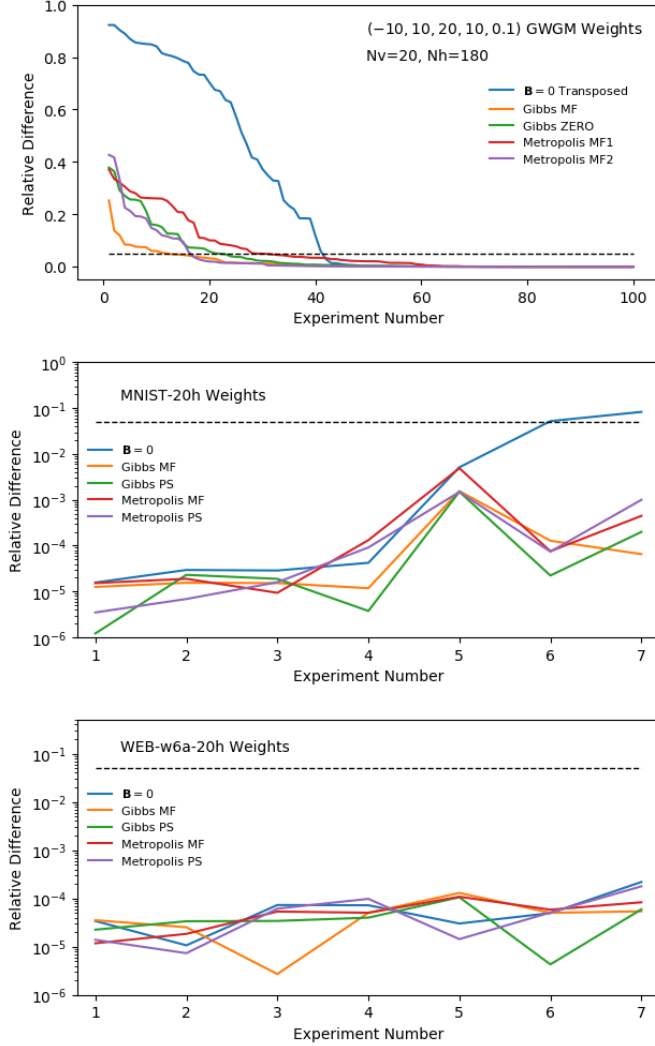 1.0
0.8
0.6
0.4
0.2
0.0
Relative Difference
(−10, 10, 20, 10, 0.1) GWGM Weights
Nv=20, Nh=180
B = 0 Transposed
Gibbs MF
Gibbs ZERO
Metropolis MF1
Metropolis MF2
0 20 40 60 80 100
Experiment Number
10⁰
10⁻¹
10⁻²
10⁻³
10⁻⁴
10⁻⁵
10⁻⁶
Relative Difference
MNIST-20h Weights
B = 0
Gibbs MF
Gibbs PS
Metropolis MF
Metropolis PS
1 2 3 4 5 6 7
Experiment Number
10⁻¹
10⁻²
10⁻³
10⁻⁴
10⁻⁵
10⁻⁶
Relative Difference
WEB-w6a-20h Weights
B = 0
Gibbs MF
Gibbs PS
Metropolis MF
Metropolis PS
1 2 3 4 5 6 7
Experiment Number